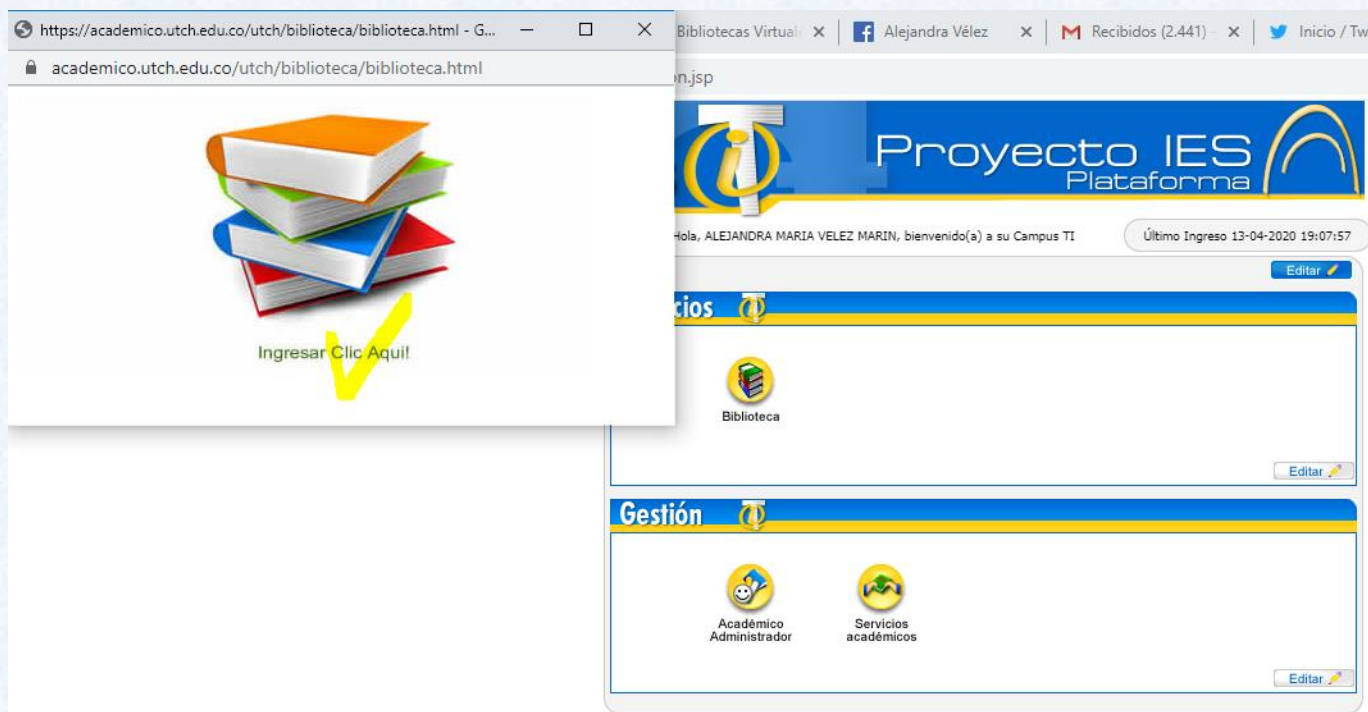 https://academico.utch.edu.co/utch/biblioteca/biblioteca.html - G...
academico.utch.edu.co/utch/biblioteca/biblioteca.html
Ingresar Clic Aqui!
Alejandra Vélez
Recibidos (2.441)
Inicio / Tw
n.jsp
Proyecto IES
Plataforma
Hola, ALEJANDRA MARIA VELEZ MARIN, bienvenido(a) a su Campus TI
Último Ingreso 13-04-2020 19:07:57
Editar
cios
Biblioteca
Editar
Gestión
Académico
Administrador
Servicios
académicos
Editar